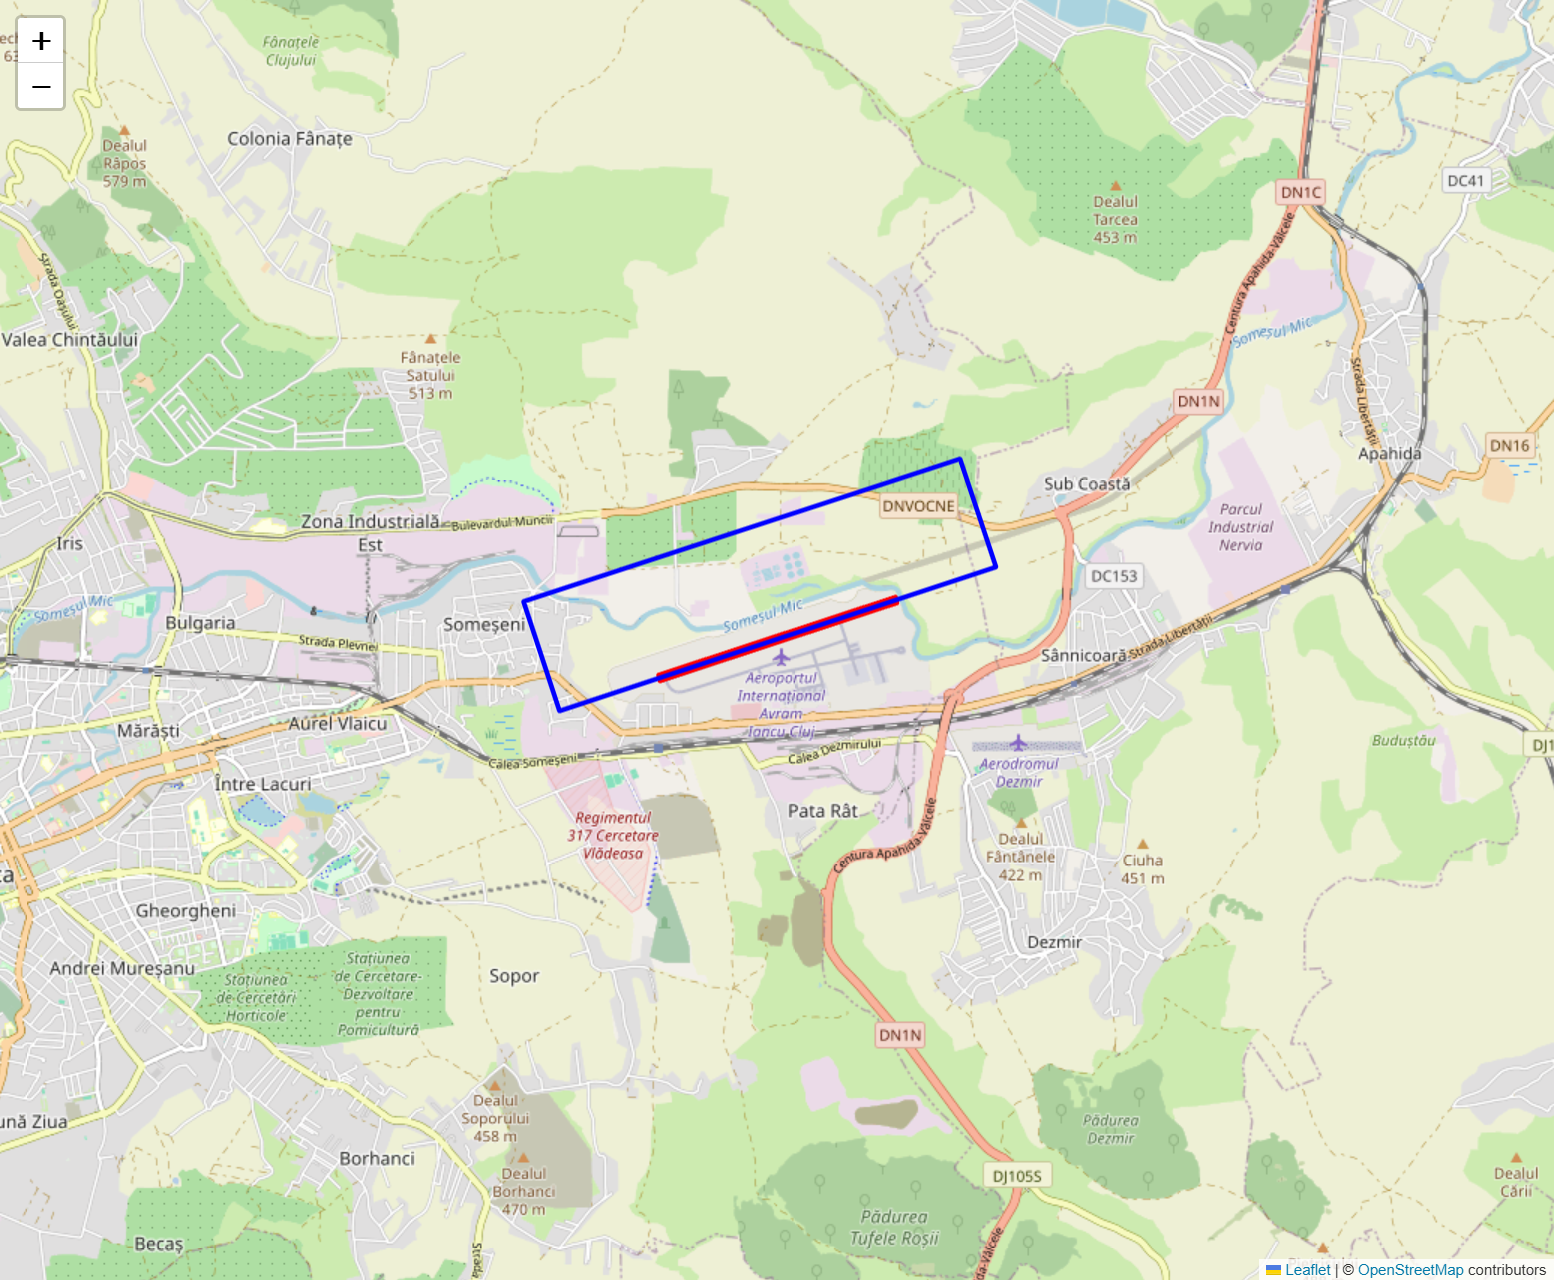 +
−
Fânațele
Clujului
Colonia Fânațe
Dealul
Râpos
579 m
DN1C
DC41
Dealul
Tarcea
453 m
Strada Oașului
Centura Apahida-Vâlcele
Valea Chintăului
Fânațele
Satului
513 m
Someșul Mic
Strada Libertății
DN1N
Apahida
DN16
Sub Coastă
DNVOCNE
Zona Industrială
Est
Bulevardul Muncii
Parcul
Industrial
Nervia
Iris
DC153
Someșul Mic
Bulgaria
Someșeni
Someșul Mic
Strada Plevnei
Strada Libertății
Sânnicoară
Aeroportul
Internațional
Avram
Iancu Cluj
Mărăști
Aurel Vlaicu
Calea Someșeni
Calea Dezmirului
Aerodromul
Dezmir
Buduștău
DJ1
Între Lacuri
Pata Rât
Regimentul
317 Cercetare
Vlădeasa
Centura Apahida-Vâlcele
Dealul
Fântânele
422 m
Ciuha
451 m
Gheorgheni
Dezmir
Andrei Mureșanu
Stațiunea
de Cercetări
Horticole
Stațiunea
de Cercetare-
Dezvoltare
pentru
Pomicultură
Sopor
DN1N
Dealul
Soporului
458 m
Pădurea
Dezmir
ună Ziua
Borhanci
Dealul
Borhanci
470 m
DJ105S
Dealul
Cării
Pădurea
Tufele Roșii
Becaș
Strada
da-Vâlcele
Leaflet | © OpenStreetMap contributors